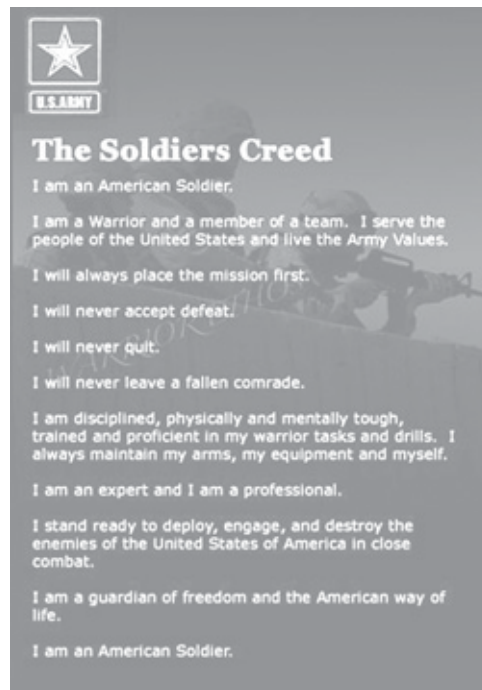 U.S.ARMY
The Soldiers Creed
I am an American Soldier.
I am a Warrior and a member of a team.  I serve the
people of the United States and live the Army Values.
I will always place the mission first.
I will never accept defeat.
I will never quit.
WARRIOR ETHOS
I will never leave a fallen comrade.
I am disciplined, physically and mentally tough,
trained and proficient in my warrior tasks and drills.  I
always maintain my arms, my equipment and myself.
I am an expert and I am a professional.
I stand ready to deploy, engage, and destroy the
enemies of the United States of America in close
combat.
I am a guardian of freedom and the American way of
life.
I am an American Soldier.